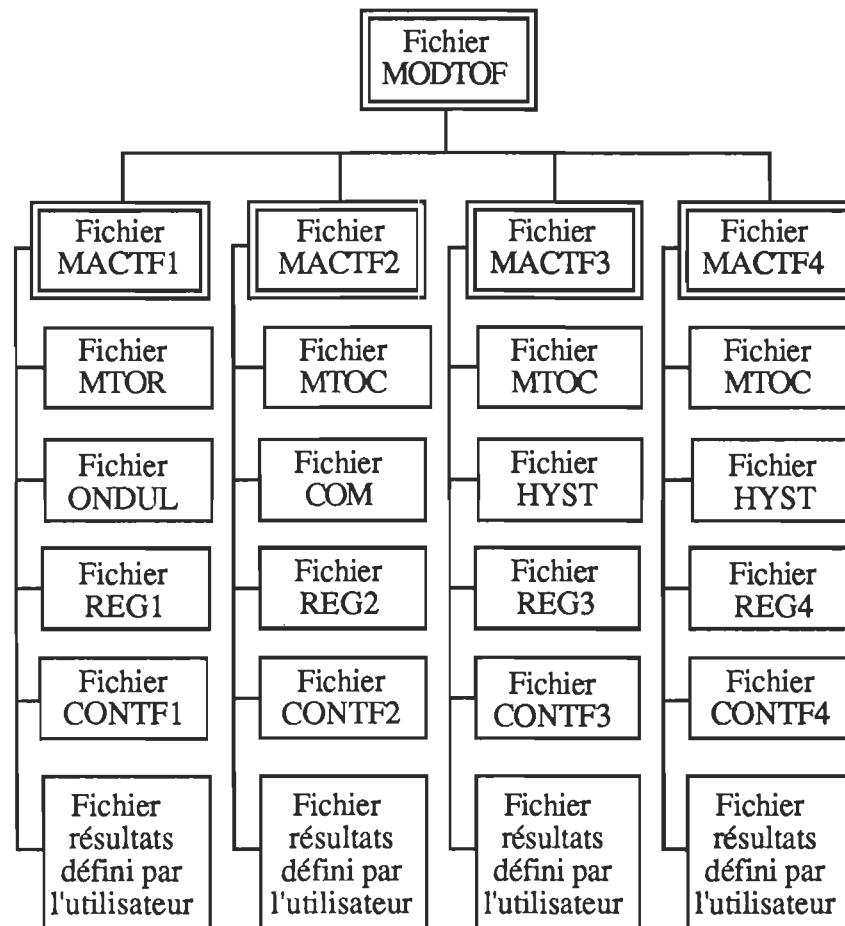 Fichier
MODTOF
Fichier
MACTF1
Fichier
MACTF2
Fichier
MACTF3
Fichier
MACTF4
Fichier
MTOR
Fichier
MTOC
Fichier
MTOC
Fichier
MTOC
Fichier
ONDUL
Fichier
COM
Fichier
HYST
Fichier
HYST
Fichier
REG1
Fichier
REG2
Fichier
REG3
Fichier
REG4
Fichier
CONTF1
Fichier
CONTF2
Fichier
CONTF3
Fichier
CONTF4
Fichier
résultats
défini par
l'utilisateur
Fichier
résultats
défini par
l'utilisateur
Fichier
résultats
défini par
l'utilisateur
Fichier
résultats
défini par
l'utilisateur